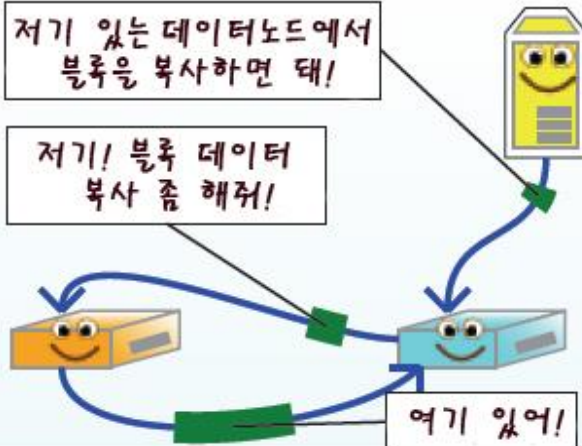 저기 있는 데이터노드에서
블록을 복사하면 돼!
저기! 블록 데이터
복사 좀 해줘!
여기 있어!